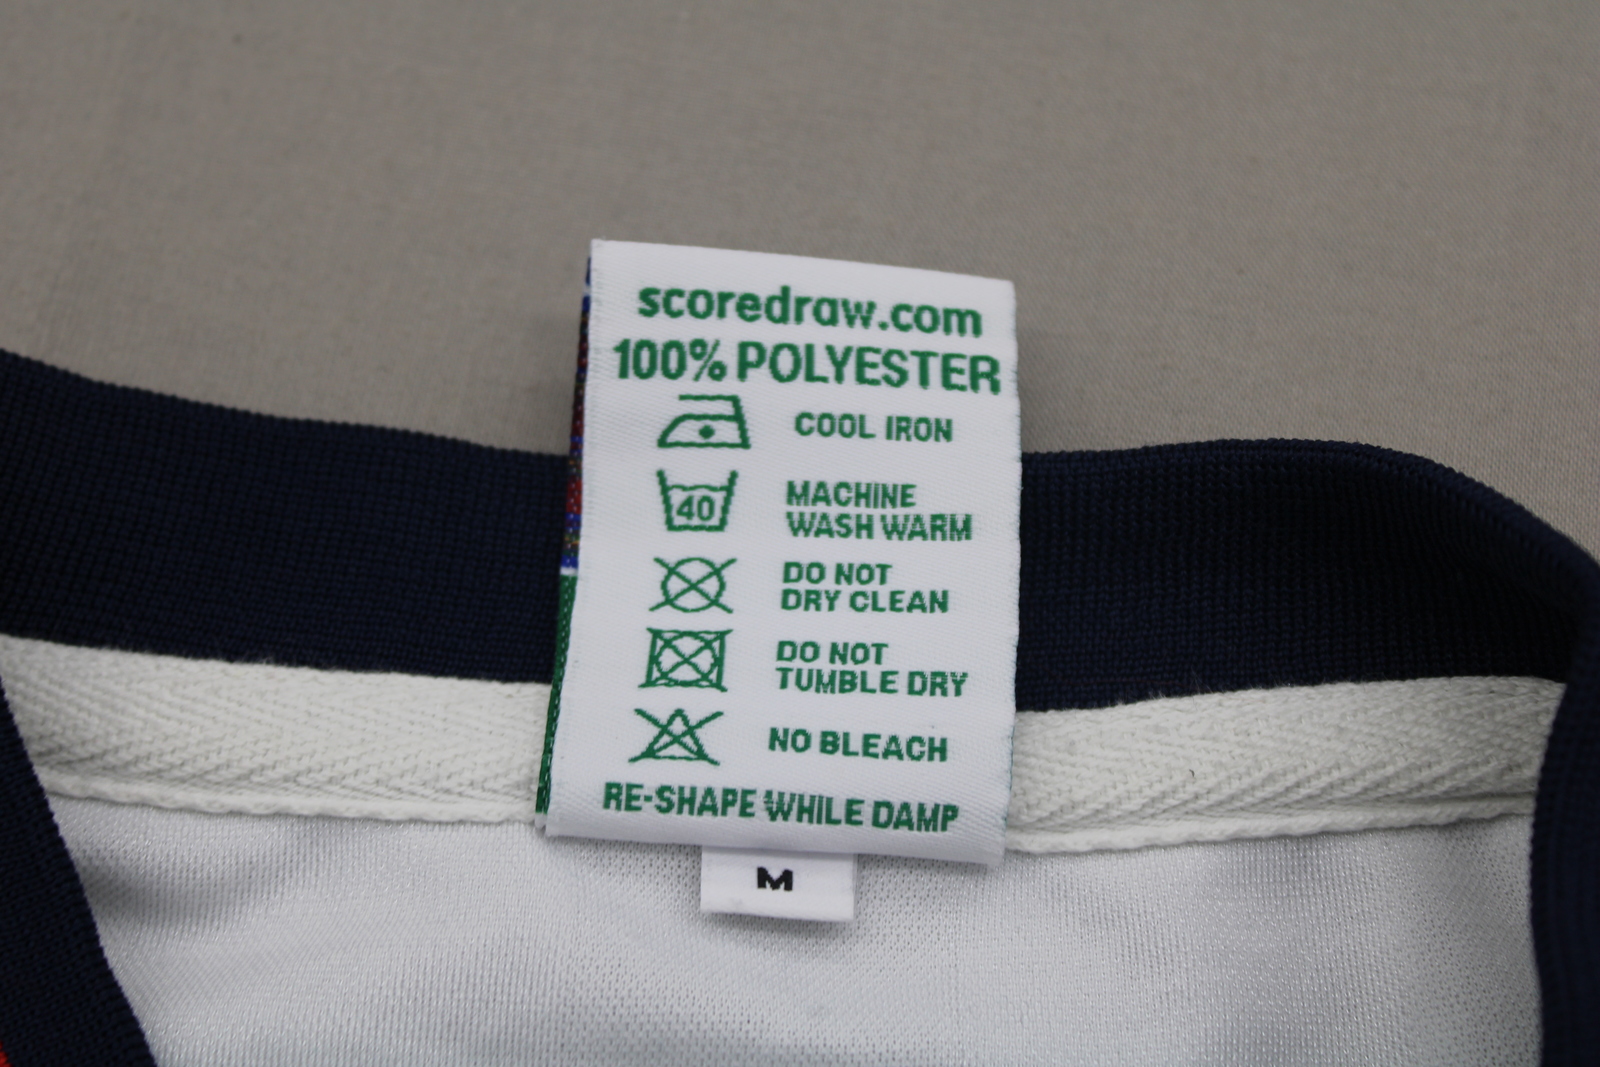 scoredraw.com
100% POLYESTER
COOL IRON
40
MACHINE
WASH WARM
DO NOT
DRY CLEAN
DO NOT
TUMBLE DRY
NO BLEACH
RE-SHAPE WHILE DAMP
M